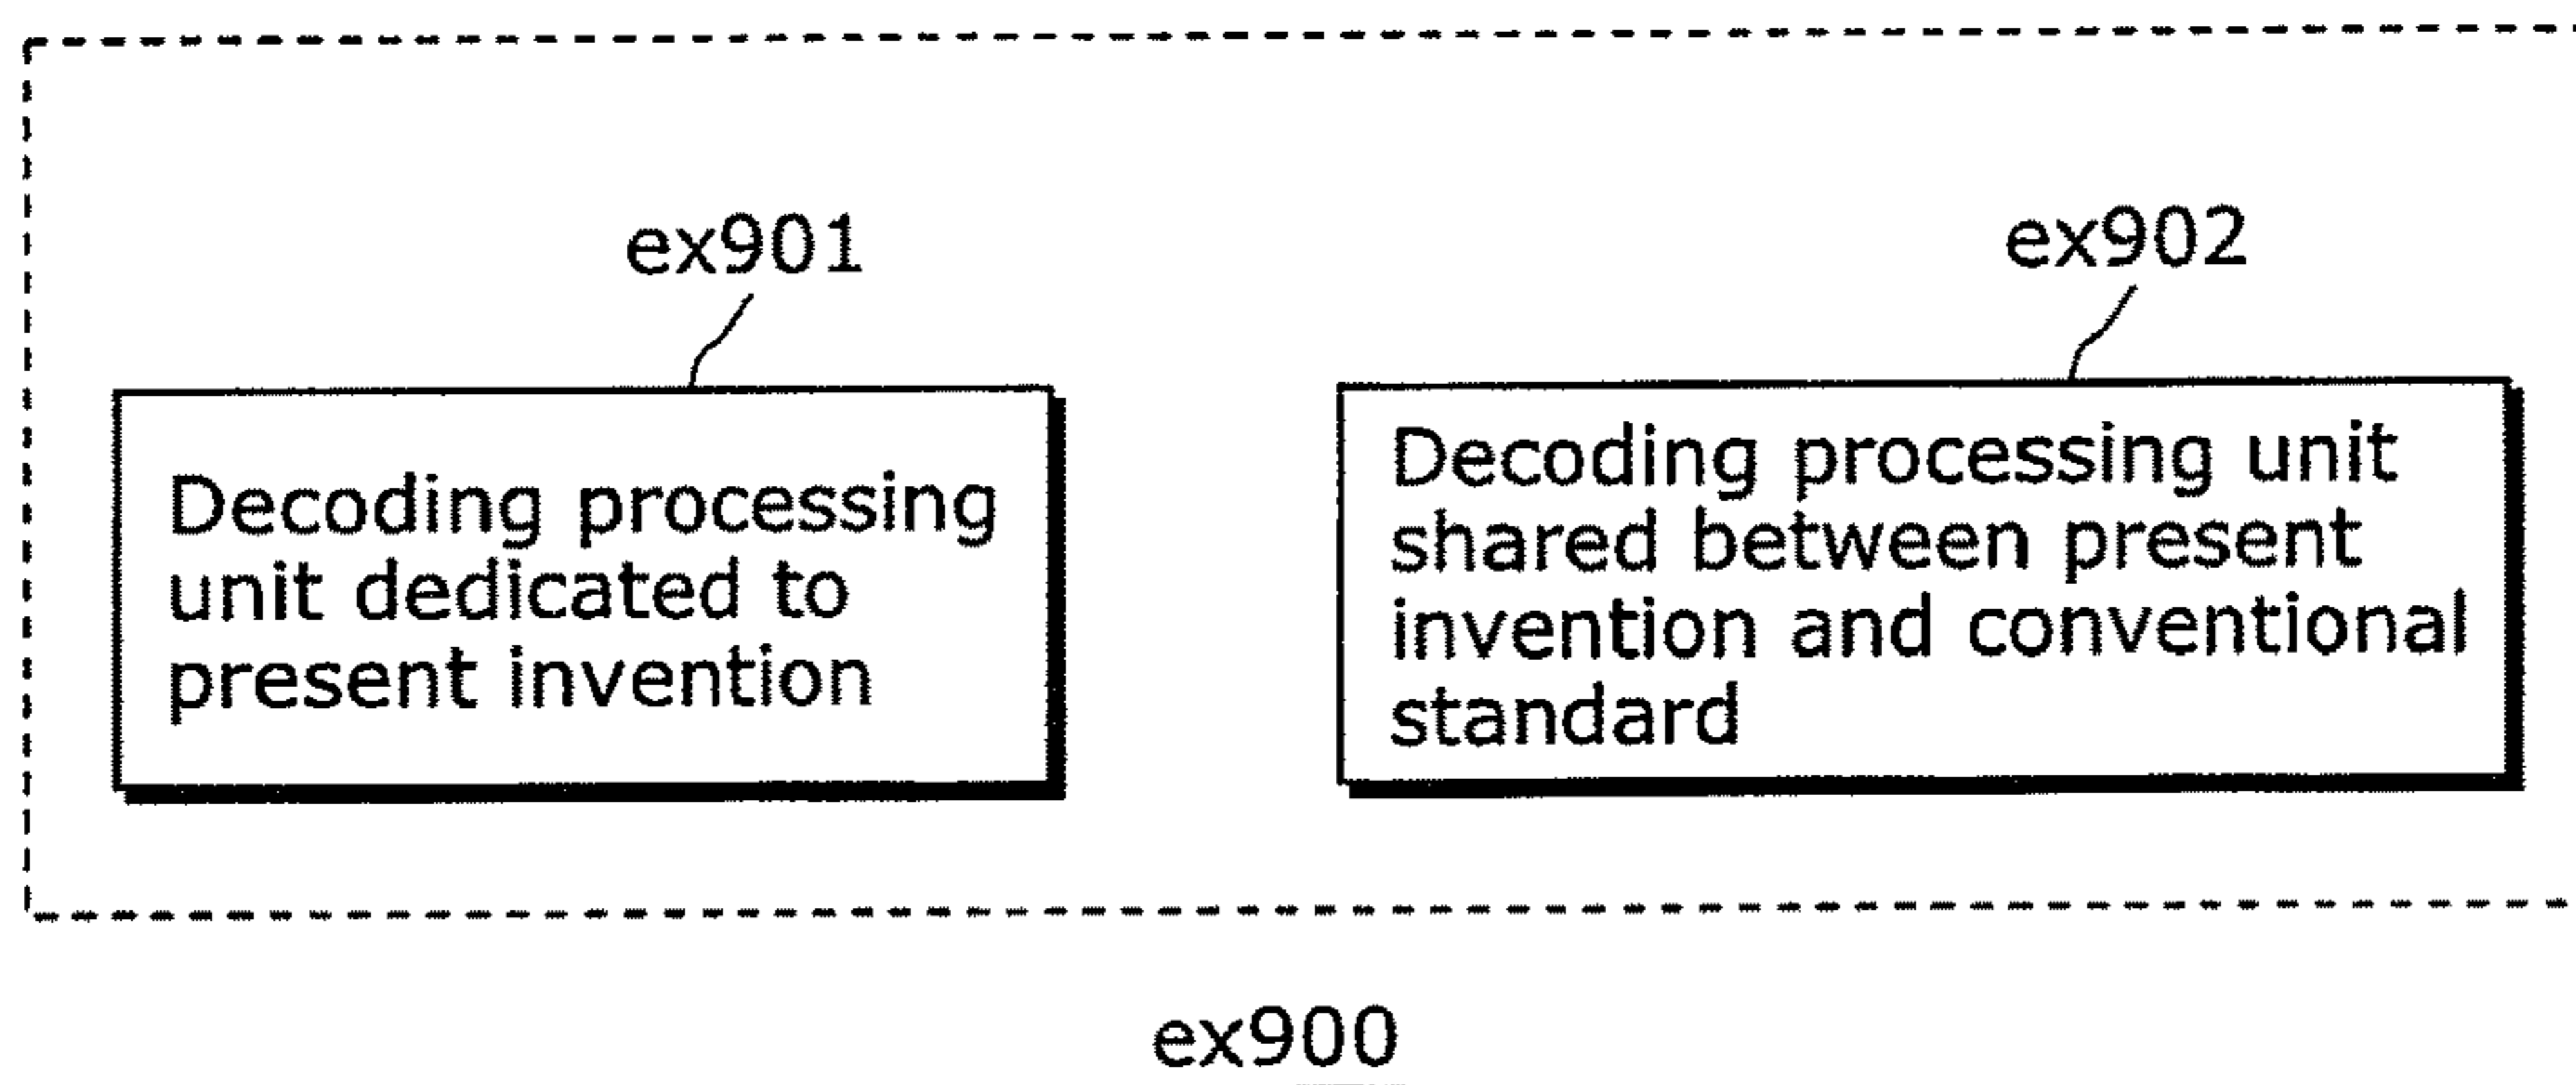 ex901
Decoding processing
unit dedicated to
present invention
ex902
Decoding processing unit
shared between present
invention and conventional
standard
ex900